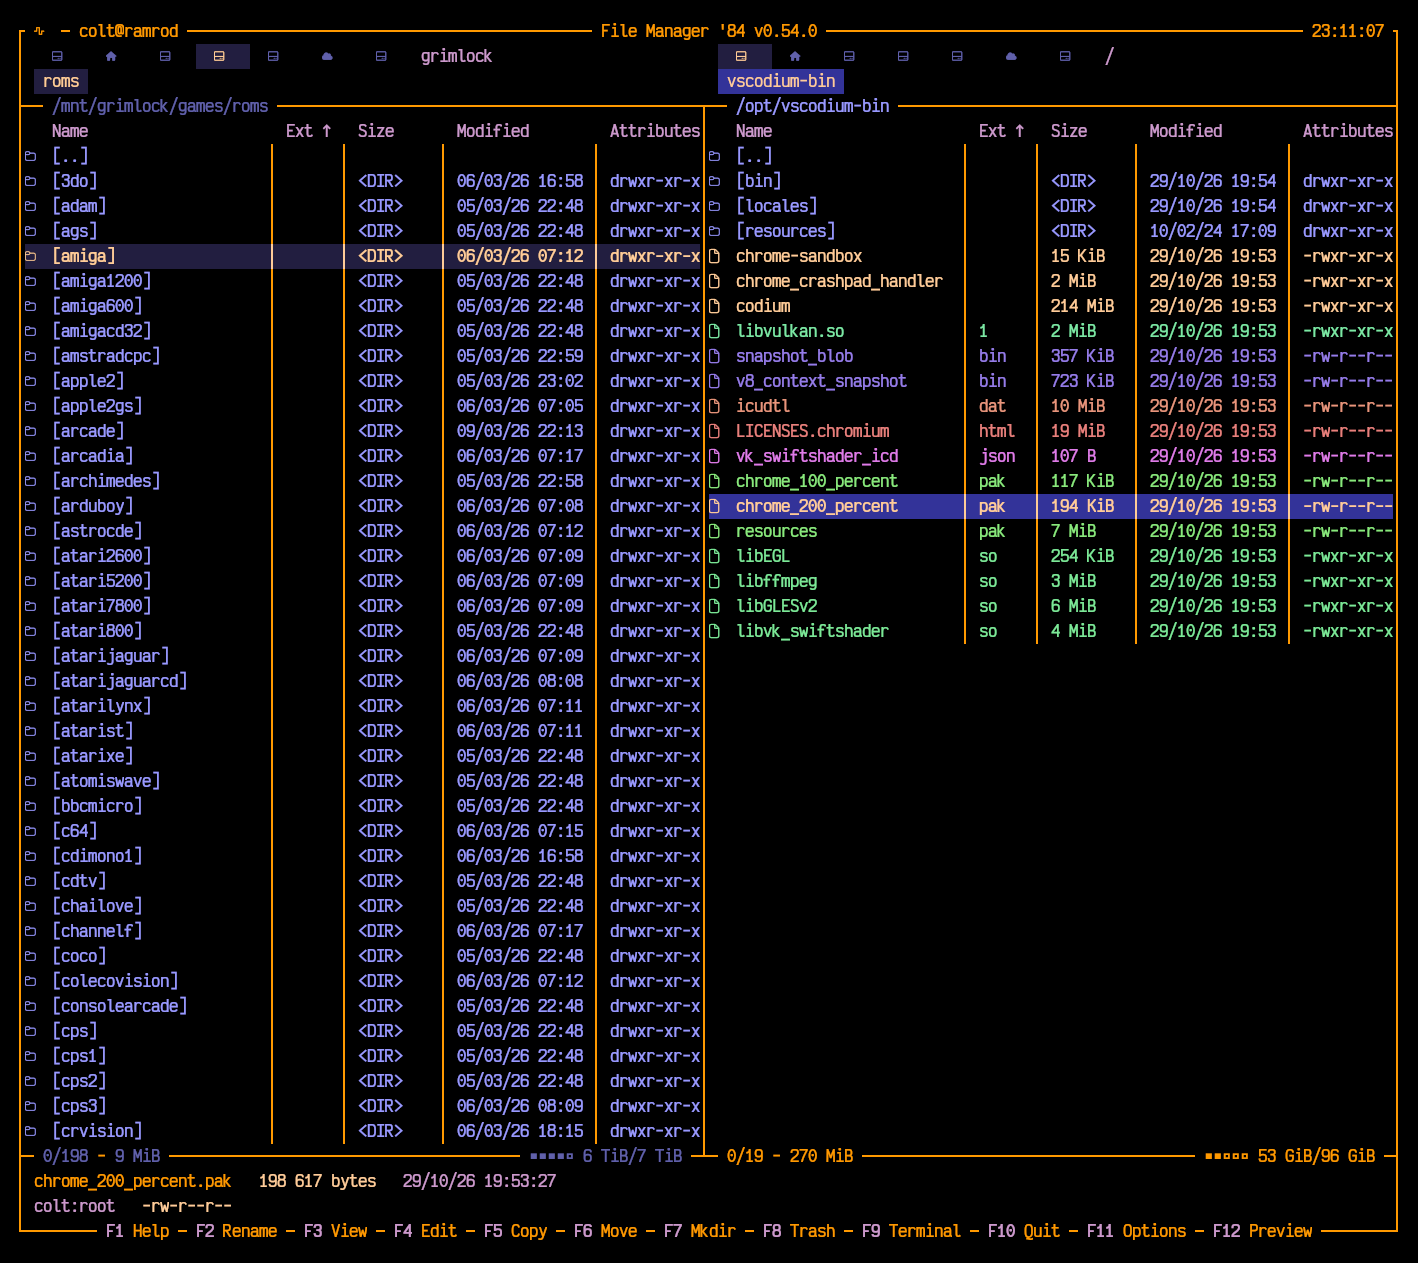 colt@ramrod File Manager '84 v0.54.0 23:11:07
grimlock /
roms vscodium-bin
/mnt/grimlock/games/roms /opt/vscodium-bin
Name Ext ↑ Size Modified Attributes Name Ext ↑ Size Modified Attributes
[..] [..]
[3do] <DIR> 06/03/26 16:58 drwxr-xr-x [bin] <DIR> 29/10/26 19:54 drwxr-xr-x
[adam] <DIR> 05/03/26 22:48 drwxr-xr-x [locales] <DIR> 29/10/26 19:54 drwxr-xr-x
[ags] <DIR> 05/03/26 22:48 drwxr-xr-x [resources] <DIR> 10/02/24 17:09 drwxr-xr-x
[amiga] <DIR> 06/03/26 07:12 drwxr-xr-x chrome-sandbox 15 KiB 29/10/26 19:53 -rwxr-xr-x
[amiga1200] <DIR> 05/03/26 22:48 drwxr-xr-x chrome_crashpad_handler 2 MiB 29/10/26 19:53 -rwxr-xr-x
[amiga600] <DIR> 05/03/26 22:48 drwxr-xr-x codium 214 MiB 29/10/26 19:53 -rwxr-xr-x
[amigacd32] <DIR> 05/03/26 22:48 drwxr-xr-x libvulkan.so 1 2 MiB 29/10/26 19:53 -rwxr-xr-x
[amstradcpc] <DIR> 05/03/26 22:59 drwxr-xr-x snapshot_blob bin 357 KiB 29/10/26 19:53 -rw-r--r--
[apple2] <DIR> 05/03/26 23:02 drwxr-xr-x v8_context_snapshot bin 723 KiB 29/10/26 19:53 -rw-r--r--
[apple2gs] <DIR> 06/03/26 07:05 drwxr-xr-x icudtl dat 10 MiB 29/10/26 19:53 -rw-r--r--
[arcade] <DIR> 09/03/26 22:13 drwxr-xr-x LICENSES.chromium html 19 MiB 29/10/26 19:53 -rw-r--r--
[arcadia] <DIR> 06/03/26 07:17 drwxr-xr-x vk_swiftshader_icd json 107 B 29/10/26 19:53 -rw-r--r--
[archimedes] <DIR> 05/03/26 22:58 drwxr-xr-x chrome_100_percent pak 117 KiB 29/10/26 19:53 -rw-r--r--
[arduboy] <DIR> 06/03/26 07:08 drwxr-xr-x chrome_200_percent pak 194 KiB 29/10/26 19:53 -rw-r--r--
[astrocde] <DIR> 06/03/26 07:12 drwxr-xr-x resources pak 7 MiB 29/10/26 19:53 -rw-r--r--
[atari2600] <DIR> 06/03/26 07:09 drwxr-xr-x libEGL so 254 KiB 29/10/26 19:53 -rwxr-xr-x
[atari5200] <DIR> 06/03/26 07:09 drwxr-xr-x libffmpeg so 3 MiB 29/10/26 19:53 -rwxr-xr-x
[atari7800] <DIR> 06/03/26 07:09 drwxr-xr-x libGLESv2 so 6 MiB 29/10/26 19:53 -rwxr-xr-x
[atari800] <DIR> 05/03/26 22:48 drwxr-xr-x libvk_swiftshader so 4 MiB 29/10/26 19:53 -rwxr-xr-x
[atarijaguar] <DIR> 06/03/26 07:09 drwxr-xr-x
[atarijaguarcd] <DIR> 06/03/26 08:08 drwxr-xr-x
[atarilynx] <DIR> 06/03/26 07:11 drwxr-xr-x
[atarist] <DIR> 06/03/26 07:11 drwxr-xr-x
[atarixe] <DIR> 05/03/26 22:48 drwxr-xr-x
[atomiswave] <DIR> 05/03/26 22:48 drwxr-xr-x
[bbcmicro] <DIR> 05/03/26 22:48 drwxr-xr-x
[c64] <DIR> 06/03/26 07:15 drwxr-xr-x
[cdimono1] <DIR> 06/03/26 16:58 drwxr-xr-x
[cdtv] <DIR> 05/03/26 22:48 drwxr-xr-x
[chailove] <DIR> 05/03/26 22:48 drwxr-xr-x
[channelf] <DIR> 06/03/26 07:17 drwxr-xr-x
[coco] <DIR> 05/03/26 22:48 drwxr-xr-x
[colecovision] <DIR> 06/03/26 07:12 drwxr-xr-x
[consolearcade] <DIR> 05/03/26 22:48 drwxr-xr-x
[cps] <DIR> 05/03/26 22:48 drwxr-xr-x
[cps1] <DIR> 05/03/26 22:48 drwxr-xr-x
[cps2] <DIR> 05/03/26 22:48 drwxr-xr-x
[cps3] <DIR> 06/03/26 08:09 drwxr-xr-x
[crvision] <DIR> 06/03/26 18:15 drwxr-xr-x
0/198 - 9 MiB 6 TiB/7 TiB 0/19 - 270 MiB 53 GiB/96 GiB
chrome_200_percent.pak 198 617 bytes 29/10/26 19:53:27
colt:root -rw-r--r--
F1 Help — F2 Rename — F3 View — F4 Edit — F5 Copy — F6 Move — F7 Mkdir — F8 Trash — F9 Terminal — F10 Quit — F11 Options — F12 Preview